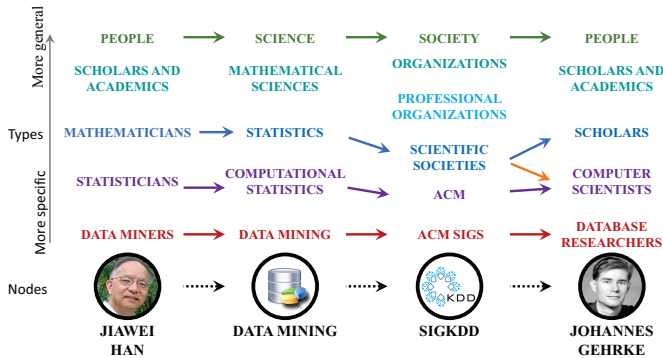 More general
Types
More specific
Nodes
PEOPLE
SCIENCE
SOCIETY
PEOPLE
SCHOLARS AND
ACADEMICS
MATHEMATICAL
SCIENCES
ORGANIZATIONS
SCHOLARS AND
ACADEMICS
PROFESSIONAL
ORGANIZATIONS
MATHEMATICIANS
STATISTICS
SCIENTIFIC
SOCIETIES
SCHOLARS
STATISTICIANS
COMPUTATIONAL
STATISTICS
ACM
COMPUTER
SCIENTISTS
DATA MINERS
DATA MINING
ACM SIGS
DATABASE
RESEARCHERS
KDD
JIAWEI
HAN
DATA MINING
SIGKDD
JOHANNES
GEHRKE